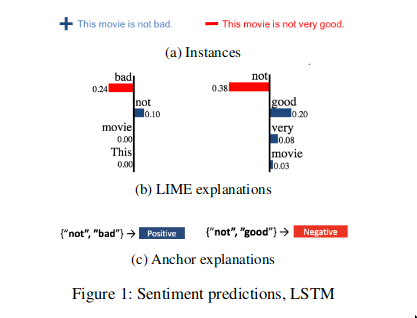 + This movie is not bad. − This movie is not very good.
(a) Instances
bad not
0.24 0.38
not good
0.10 0.20
movie very
0.00 0.08
This movie
0.00 0.03
(b) LIME explanations
{"not", "bad"} → Positive {"not", "good"} → Negative
(c) Anchor explanations
Figure 1: Sentiment predictions, LSTM